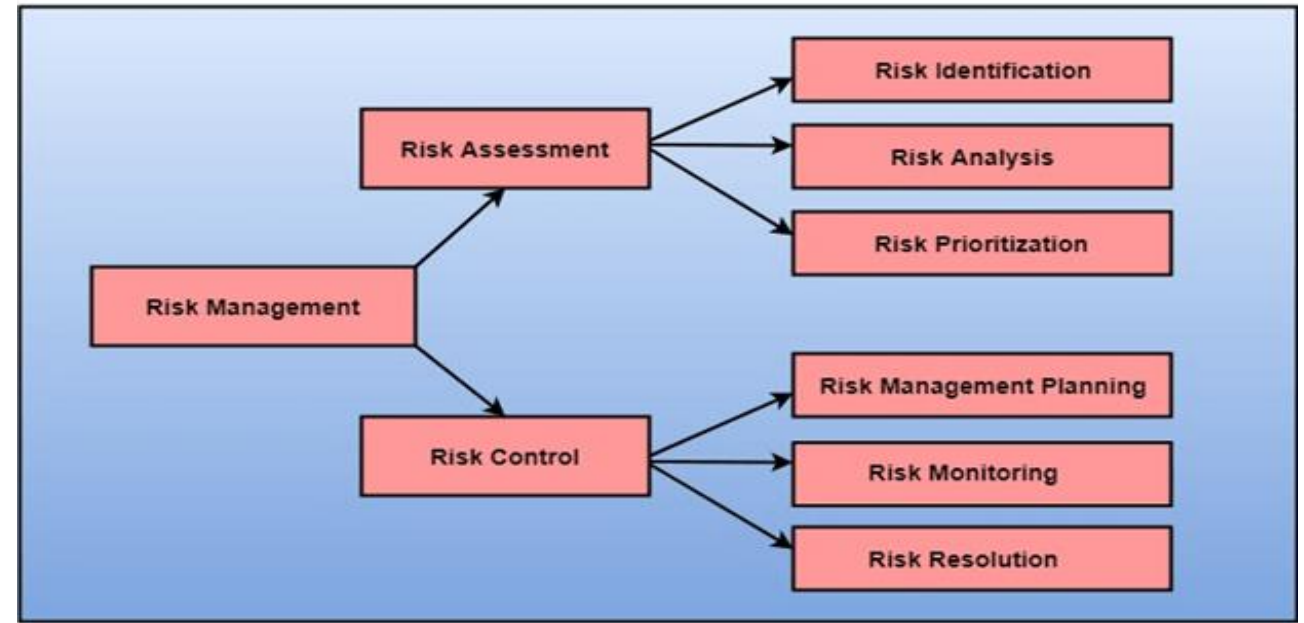 Risk Management
Risk Assessment
Risk Identification
Risk Analysis
Risk Prioritization
Risk Control
Risk Management Planning
Risk Monitoring
Risk Resolution